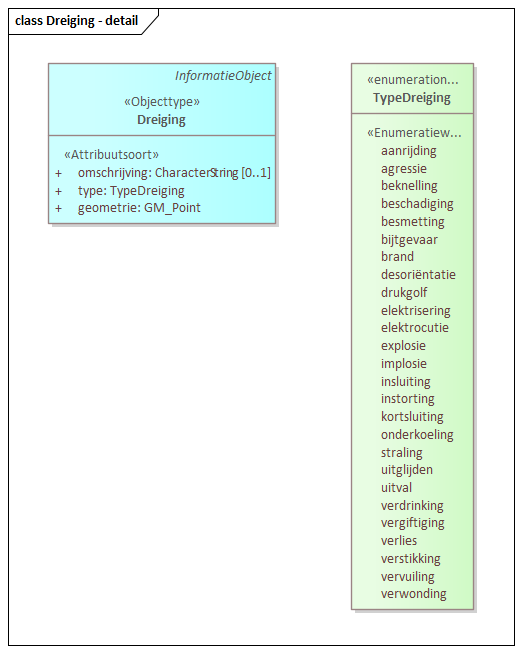 class Dreiging - detail
InformatieObject
«Objecttype»
Dreiging
«Attribuutsoort»
+ omschrijving: CharacterString [0..1]
+ type: TypeDreiging
+ geometrie: GM_Point
«enumeration...
TypeDreiging
«Enumeratiew...
aanrijding
agressie
beknelling
beschadiging
besmetting
bijtgevaar
brand
desoriëntatie
drukgolf
elektrisering
elektrocutie
explosie
implosie
insluiting
instorting
kortsluiting
onderkoeling
straling
uitglijden
uitval
verdrinking
vergiftiging
verlies
verstikking
vervuiling
verwonding